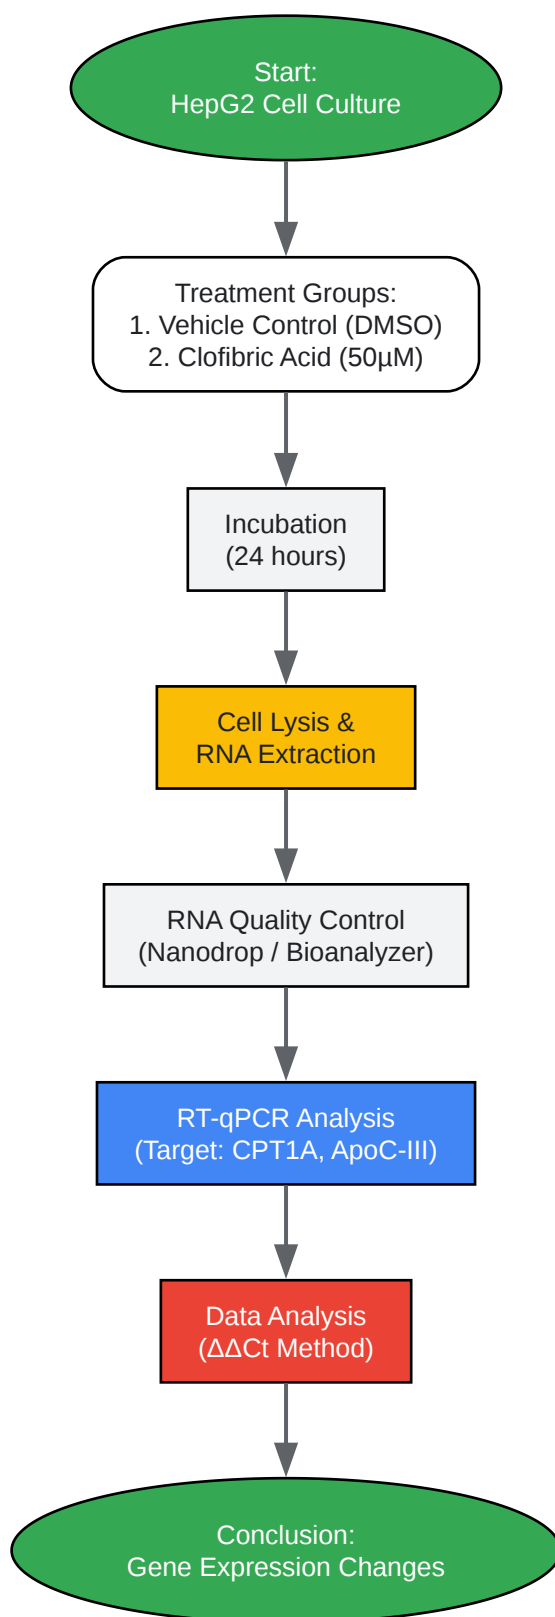 Start:
HepG2 Cell Culture
Treatment Groups:
1. Vehicle Control (DMSO)
2. Clofibric Acid (50µM)
Incubation
(24 hours)
Cell Lysis &
RNA Extraction
RNA Quality Control
(Nanodrop / Bioanalyzer)
RT-qPCR Analysis
(Target: CPT1A, ApoC-III)
Data Analysis
(ΔΔCt Method)
Conclusion:
Gene Expression Changes